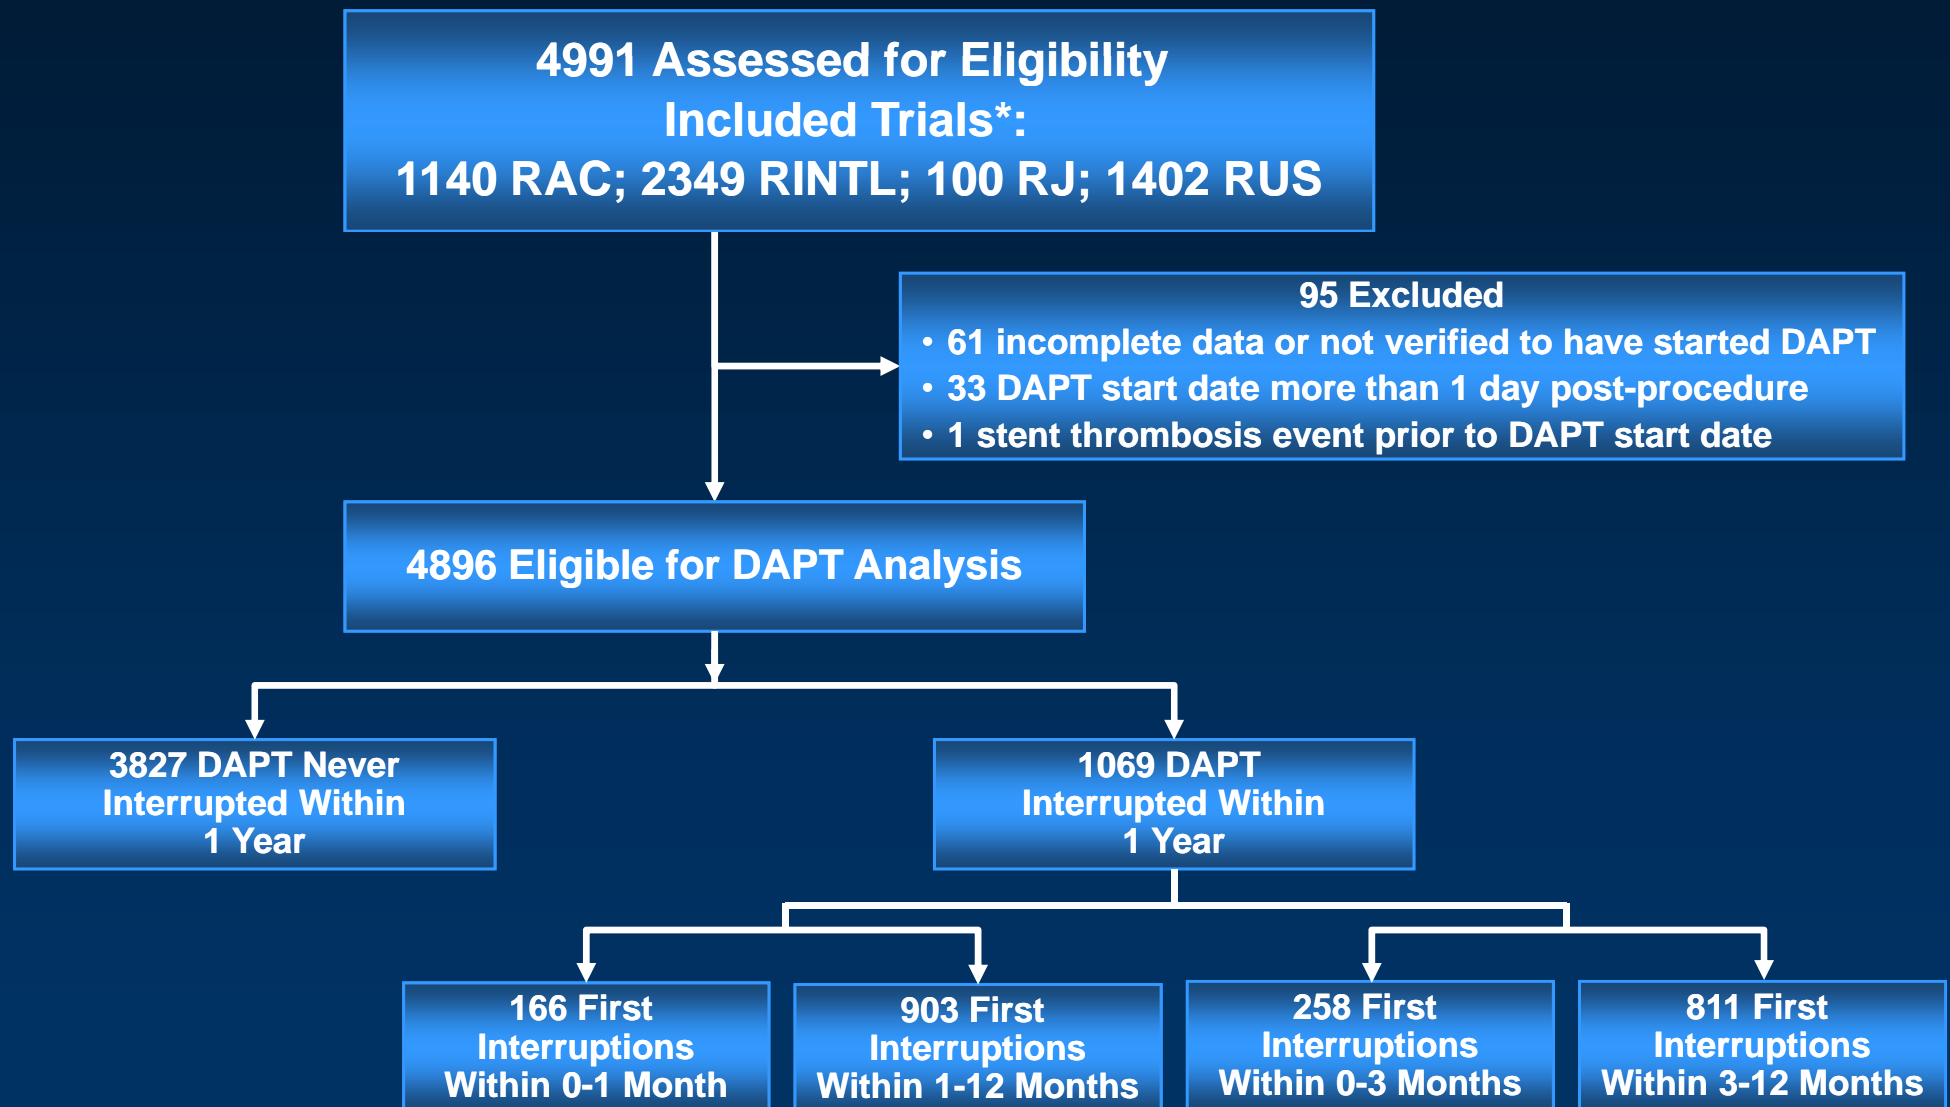 4991 Assessed for Eligibility
Included Trials*:
1140 RAC; 2349 RINTL; 100 RJ; 1402 RUS
95 Excluded
• 61 incomplete data or not verified to have started DAPT
• 33 DAPT start date more than 1 day post-procedure
• 1 stent thrombosis event prior to DAPT start date
4896 Eligible for DAPT Analysis
3827 DAPT Never
Interrupted Within
1 Year
1069 DAPT
Interrupted Within
1 Year
166 First
Interruptions
Within 0-1 Month
903 First
Interruptions
Within 1-12 Months
258 First
Interruptions
Within 0-3 Months
811 First
Interruptions
Within 3-12 Months